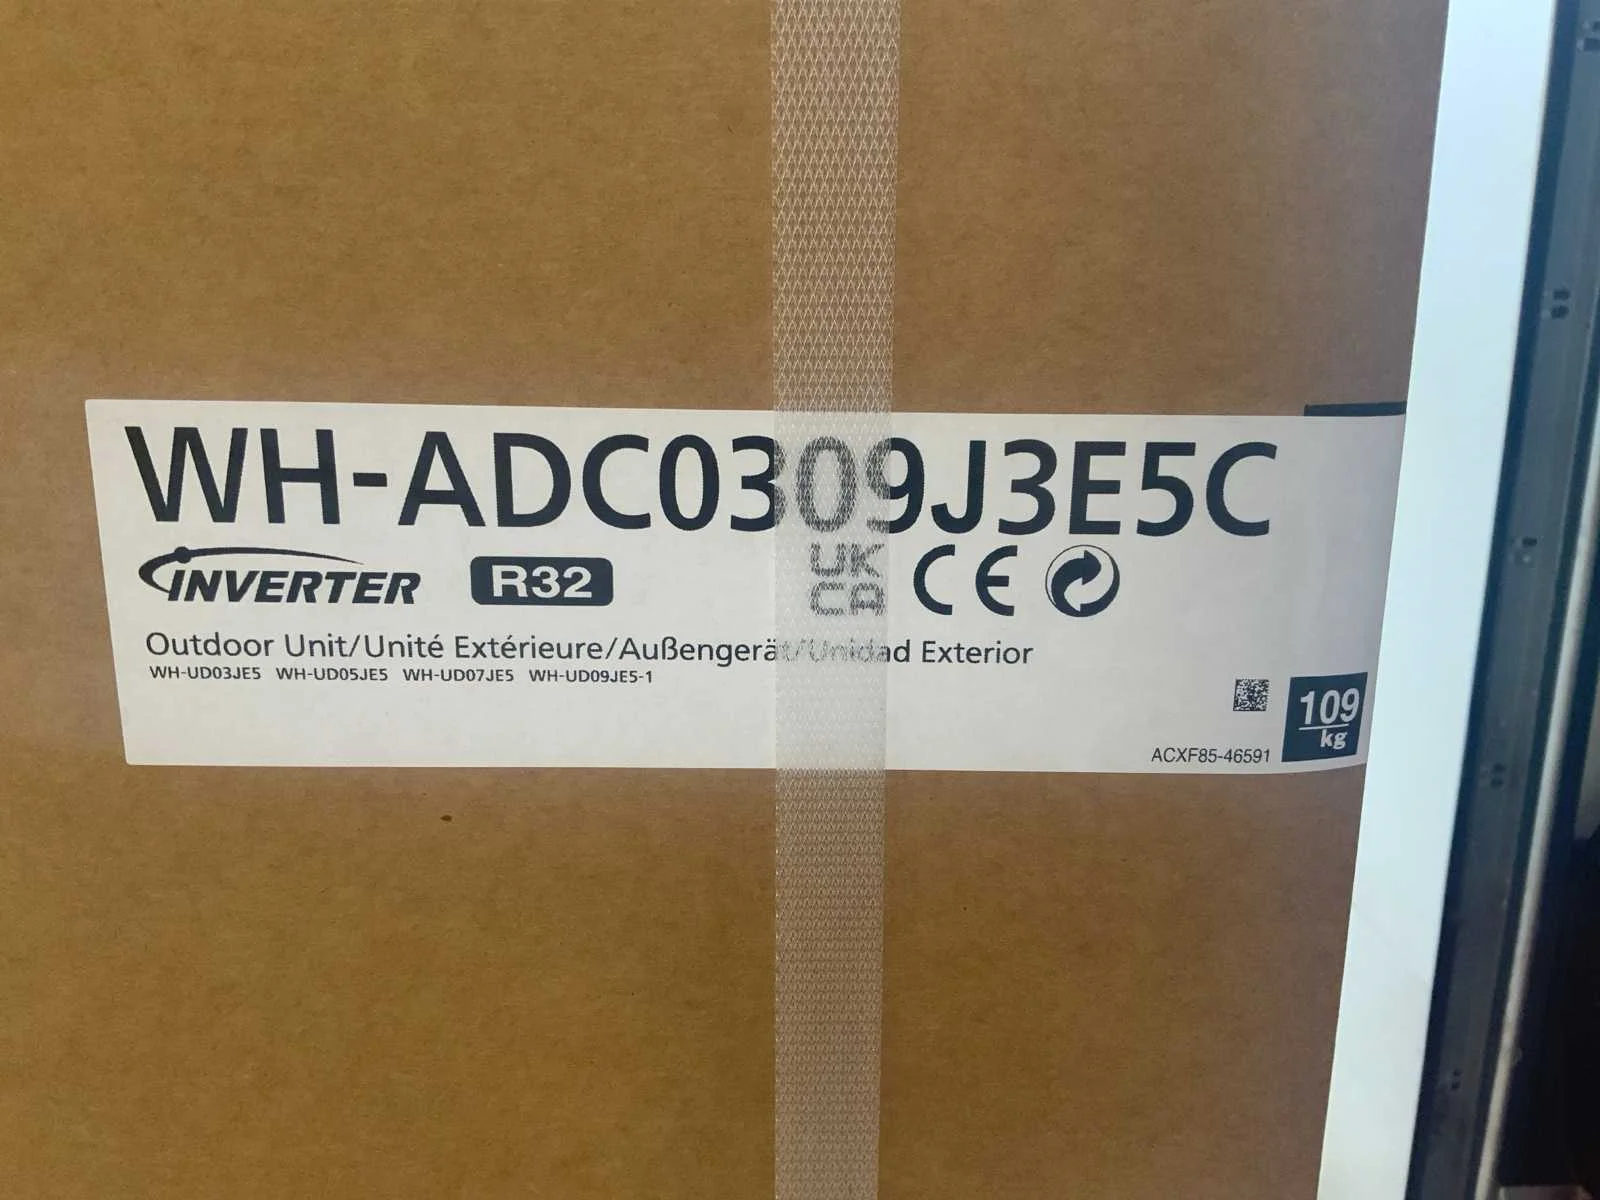 WH-ADC0309J3E5C
INVERTER R32 UK CA CE
Outdoor Unit/Unité Extérieure/Außengerät/Unidad Exterior
WH-UD03JE5 WH-UD05JE5 WH-UD07JE5 WH-UD09JE5-1
109
kg
ACXF85-46591